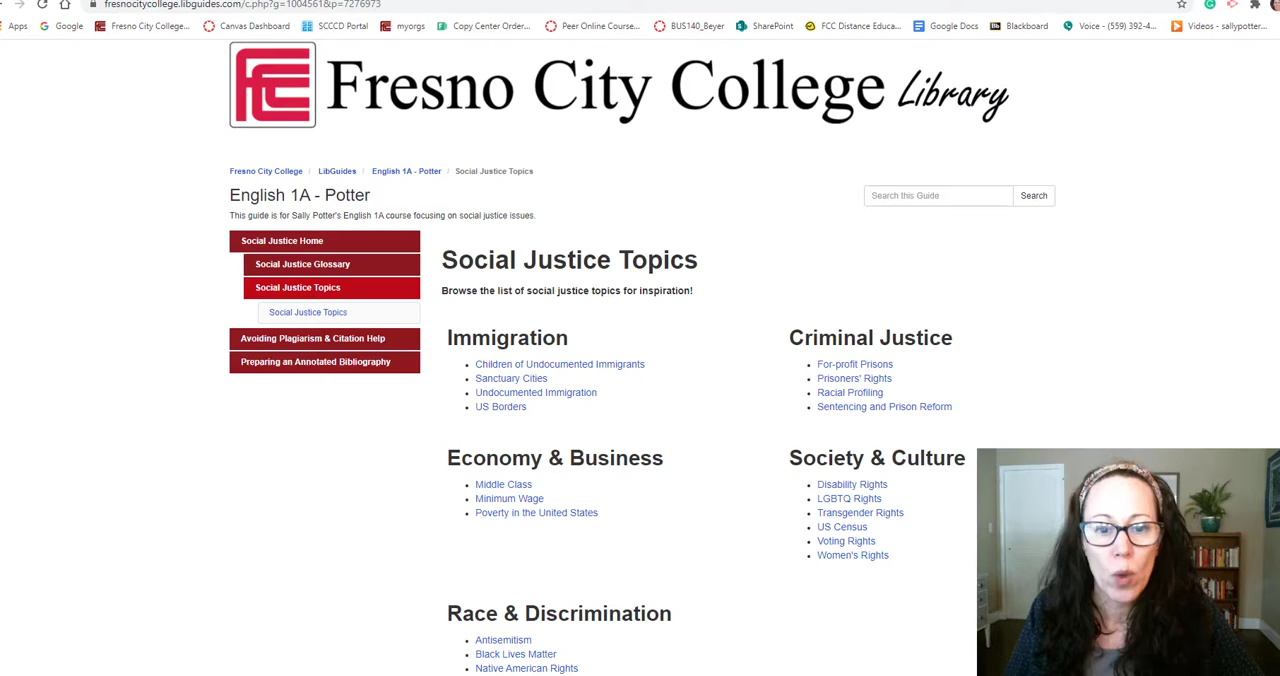 fresnocitycollege.libguides.com/c.php?g=1004561&p=7276973
Apps Google Fresno City College... Canvas Dashboard SCCCD Portal myorgs Copy Center Order... Peer Online Course... BUS140_Beyer SharePoint FCC Distance Educa... Google Docs Blackboard Voice - (559) 392-4... Videos - sallypotter...
Fresno City College Library
Fresno City College / LibGuides / English 1A - Potter / Social Justice Topics
English 1A - Potter
Search this Guide Search
This guide is for Sally Potter's English 1A course focusing on social justice issues.
Social Justice Home
Social Justice Glossary
Social Justice Topics
Social Justice Topics
Avoiding Plagiarism & Citation Help
Preparing an Annotated Bibliography
Social Justice Topics
Browse the list of social justice topics for inspiration!
Immigration
Children of Undocumented Immigrants
Sanctuary Cities
Undocumented Immigration
US Borders
Criminal Justice
For-profit Prisons
Prisoners' Rights
Racial Profiling
Sentencing and Prison Reform
Economy & Business
Middle Class
Minimum Wage
Poverty in the United States
Society & Culture
Disability Rights
LGBTQ Rights
Transgender Rights
US Census
Voting Rights
Women's Rights
Race & Discrimination
Antisemitism
Black Lives Matter
Native American Rights